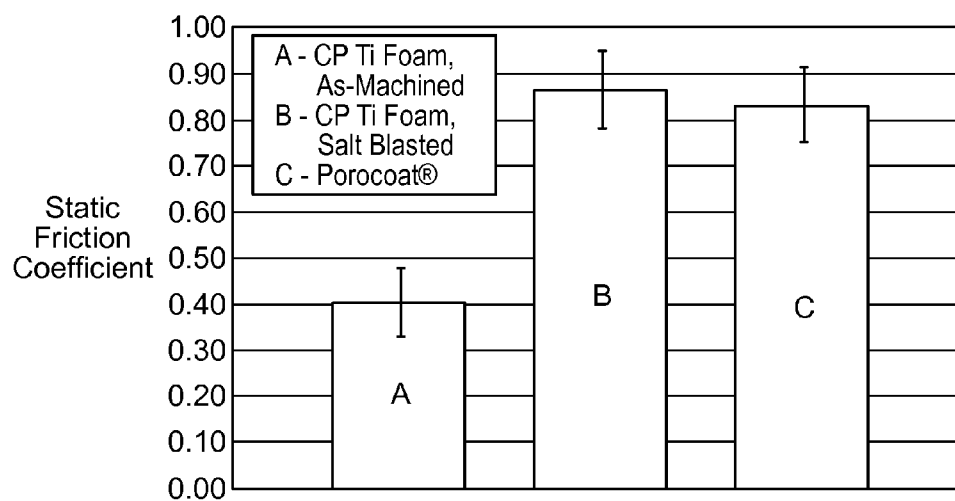 1.00
0.90
0.80
0.70
0.60
0.50
0.40
0.30
0.20
0.10
0.00
Static
Friction
Coefficient
A - CP Ti Foam,
As-Machined
B - CP Ti Foam,
Salt Blasted
C - Porocoat®
A
B
C